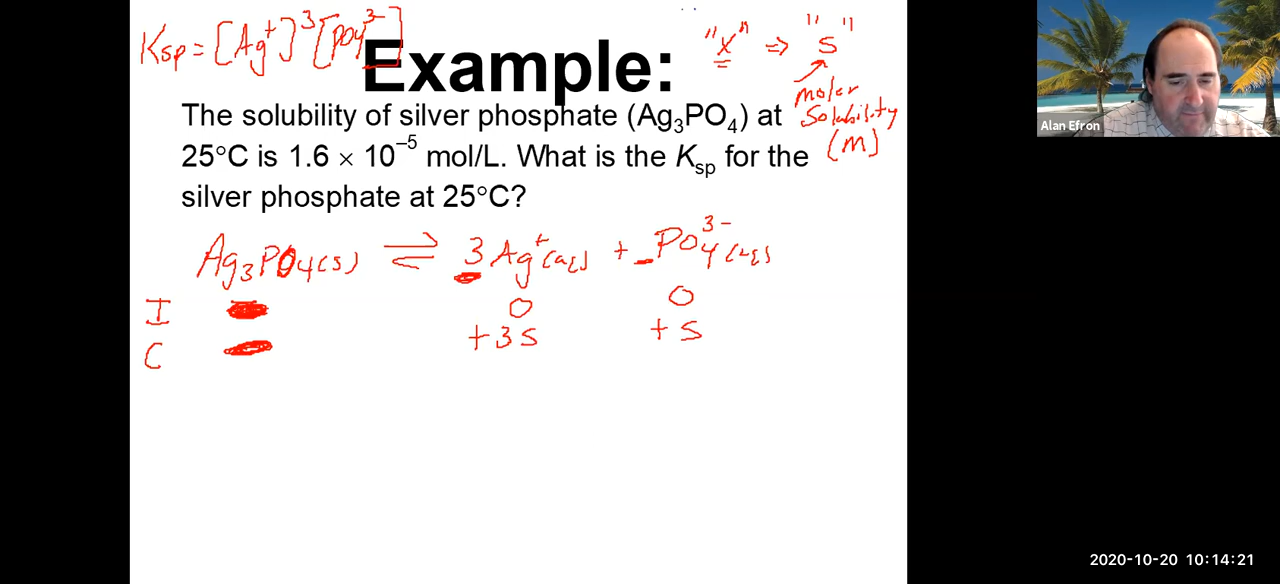 Ksp = [Ag⁺]³[PO4³⁻]
"x" ⇒ "s"
molar
solubility
(M)
Example:
The solubility of silver phosphate (Ag₃PO₄) at
25°C is 1.6 × 10⁻⁵ mol/L. What is the Kₛₚ for the
silver phosphate at 25°C?
Ag₃PO₄(s) ⇌ 3Ag⁺(aq) + PO₄³⁻(aq)
I 0 0
C +3s +s
Alan Efron
2020-10-20 10:14:21